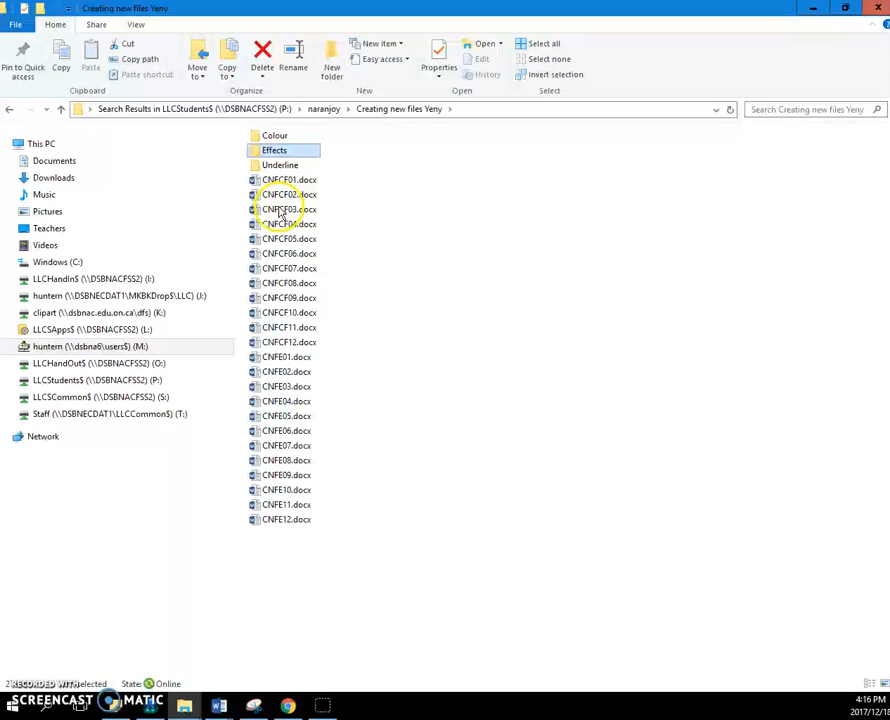 Creating new files Yeny
File Home Share View
Pin to Quick access
Copy
Paste
Cut
Copy path
Paste shortcut
Clipboard
Move to
Copy to
Delete
Rename
Organize
New folder
New item
Easy access
New
Properties
Open
Edit
History
Open
Select all
Select none
Invert selection
Select
Search Results in LLCStudents$ (\\DSBNACFSS2) (P:) naranjoy Creating new files Yeny
Search Creating new files Yeny
This PC
Documents
Downloads
Music
Pictures
Teachers
Videos
Windows (C:)
LLCHandIn$ (\\DSBNACFSS2) (I:)
huntern (\\DSBNECDAT1\MKBKDrop$\LLC) (J:)
clipart (\\dsbnac.edu.on.ca\dfs) (K:)
LLCSApps$ (\\DSBNACFSS2) (L:)
huntern (\\dsbna6\users$) (M:)
LLCHandOut$ (\\DSBNACFSS2) (O:)
LLCStudents$ (\\DSBNACFSS2) (P:)
LLCSCommon$ (\\DSBNACFSS2) (S:)
Staff (\\DSBNECDAT1\LLCCommon$) (T:)
Network
Colour
Effects
Underline
CNFCF01.docx
CNFCF02.docx
CNFCF03.docx
CNFCF04.docx
CNFCF05.docx
CNFCF06.docx
CNFCF07.docx
CNFCF08.docx
CNFCF09.docx
CNFCF10.docx
CNFCF11.docx
CNFCF12.docx
CNFE01.docx
CNFE02.docx
CNFE03.docx
CNFE04.docx
CNFE05.docx
CNFE06.docx
CNFE07.docx
CNFE08.docx
CNFE09.docx
CNFE10.docx
CNFE11.docx
CNFE12.docx
selected State: Online
RECORDED WITH
SCREENCAST MATIC
4:16 PM
2017/12/18